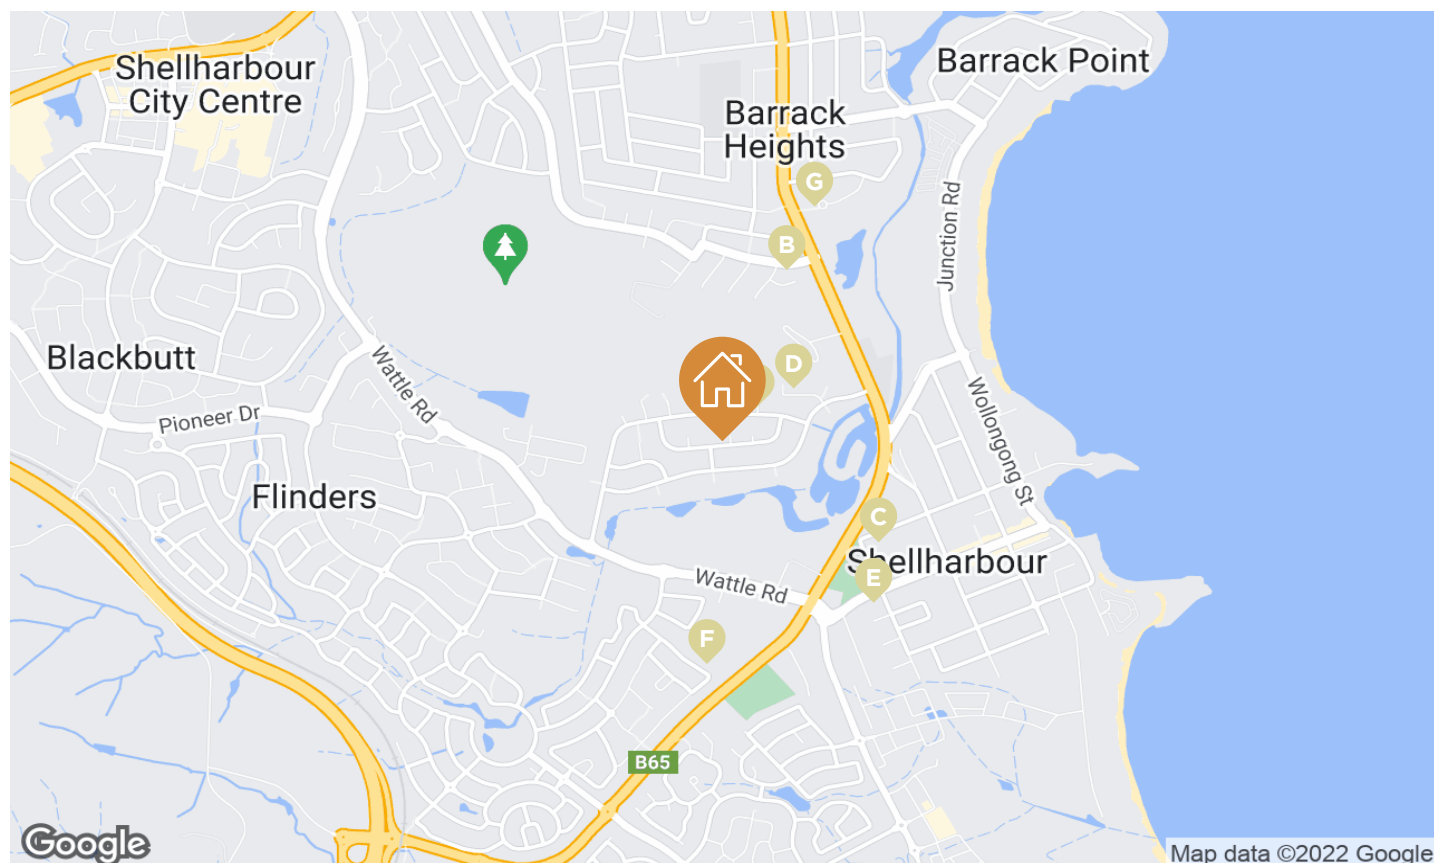 Barrack Point
Shellharbour
City Centre
Barrack
Heights
G
Junction Rd
B
Blackbutt
Wattle Rd
D
Wollongong St
Pioneer Dr
Flinders
C
Shellharbour
Wattle Rd
E
F
B65
Google
Map data ©2022 Google